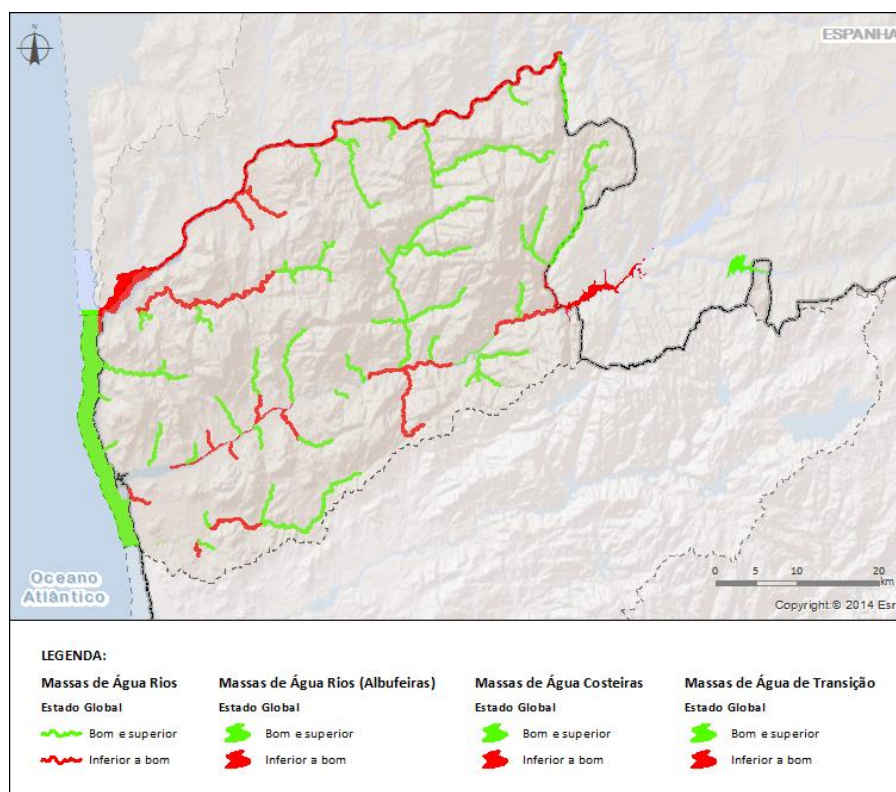 N
ESPANHA
Oceano
Atlântico
0 5 10 20
km
Copyright:© 2014 Esri
LEGENDA:
Massas de Água Rios
Estado Global
Bom e superior
Inferior a bom
Massas de Água Rios (Albufeiras)
Estado Global
Bom e superior
Inferior a bom
Massas de Água Costeiras
Estado Global
Bom e superior
Inferior a bom
Massas de Água de Transição
Estado Global
Bom e superior
Inferior a bom